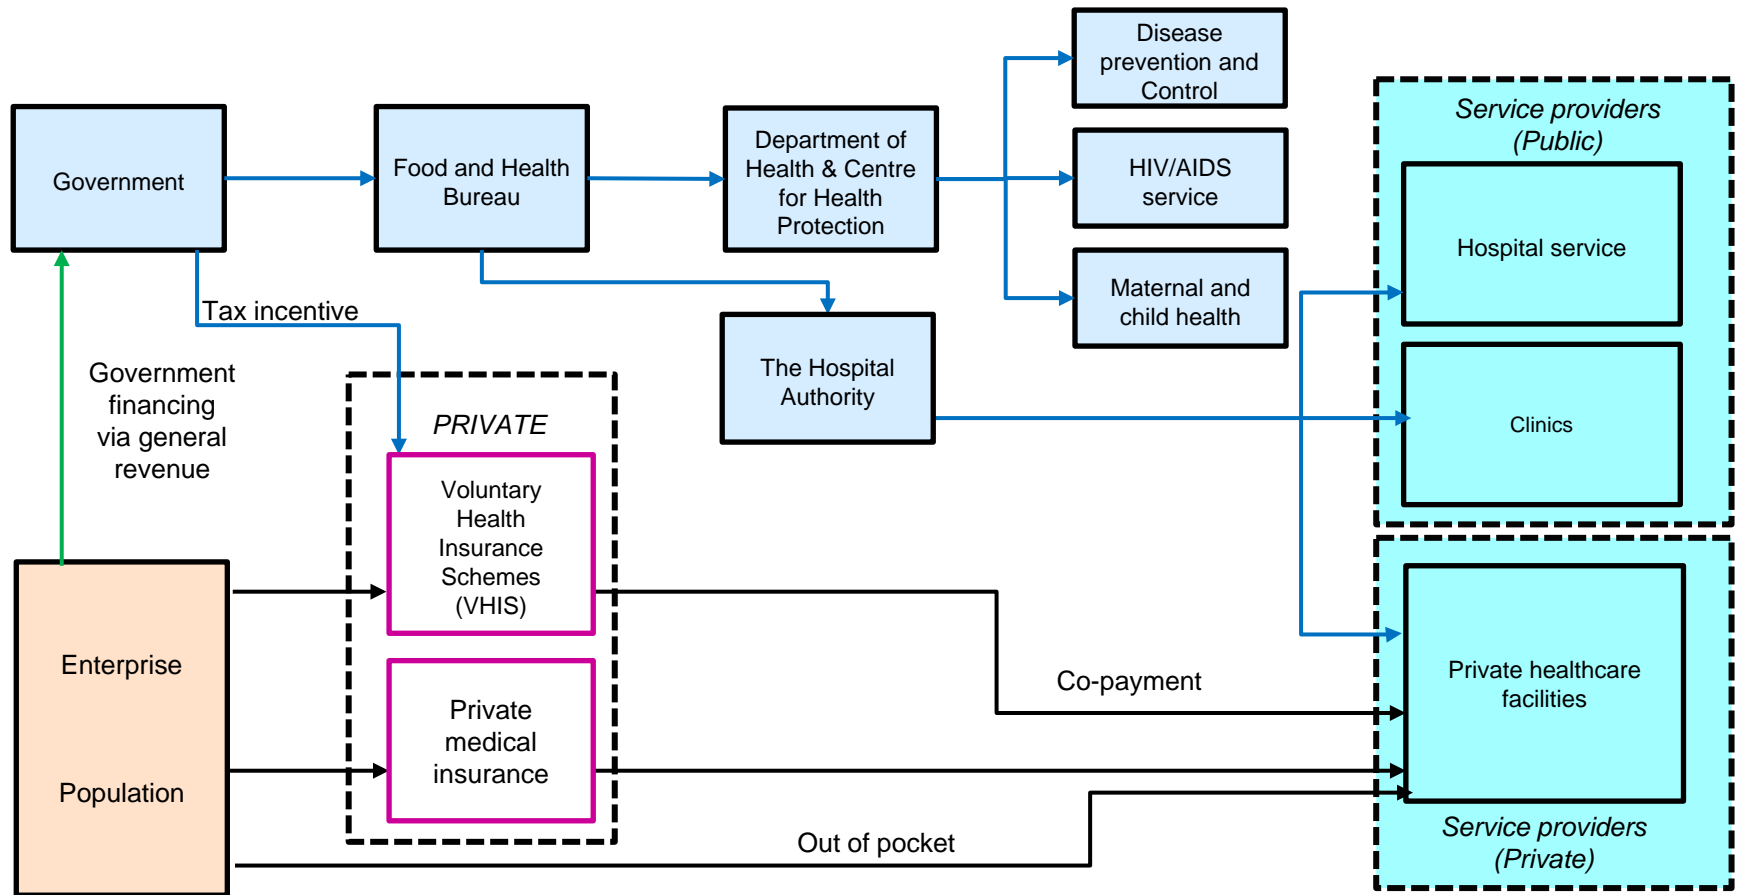 Disease
prevention and
Control
Service providers
(Public)
Government
Food and Health
Bureau
Department of
Health & Centre
for Health
Protection
HIV/AIDS
service
Hospital service
Maternal and
child health
Tax incentive
The Hospital
Authority
Government
financing
via general
revenue
PRIVATE
Clinics
Voluntary
Health
Insurance
Schemes
(VHIS)
Enterprise
Population
Co-payment
Private healthcare
facilities
Private
medical
insurance
Out of pocket
Service providers
(Private)